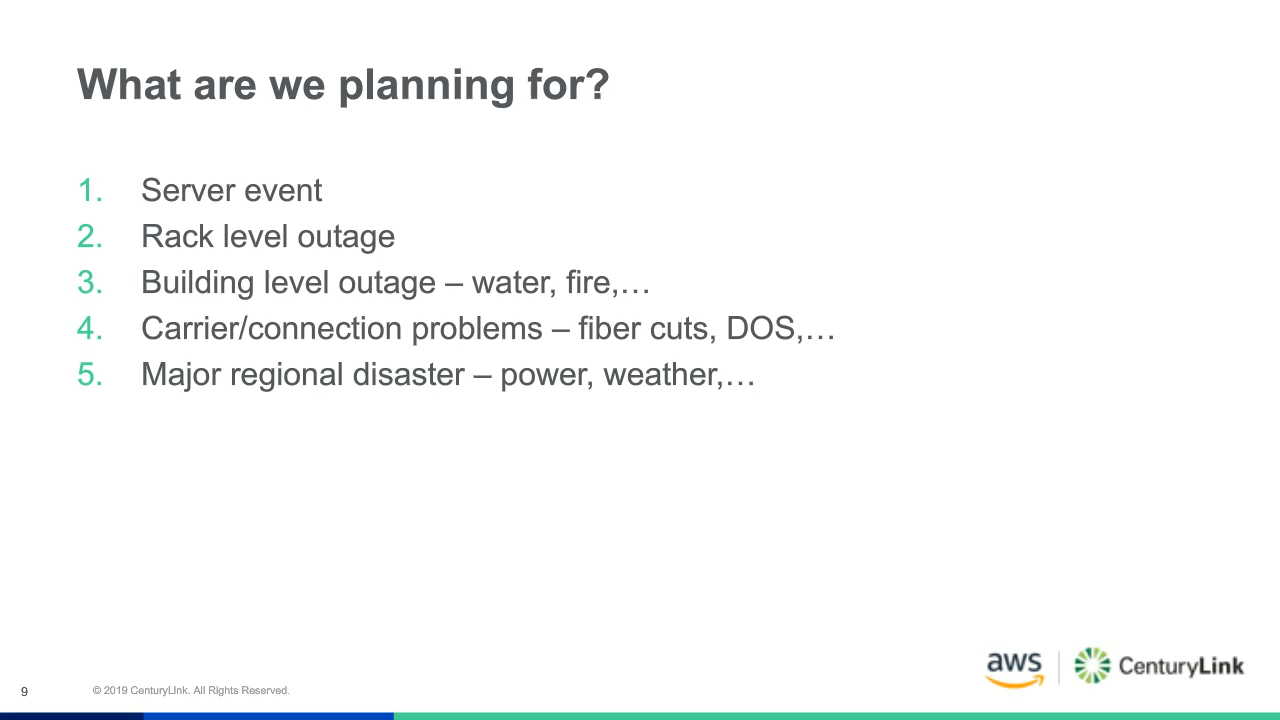 What are we planning for?
1. Server event
2. Rack level outage
3. Building level outage – water, fire,…
4. Carrier/connection problems – fiber cuts, DOS,…
5. Major regional disaster – power, weather,…
aws CenturyLink
9 © 2019 CenturyLink. All Rights Reserved.